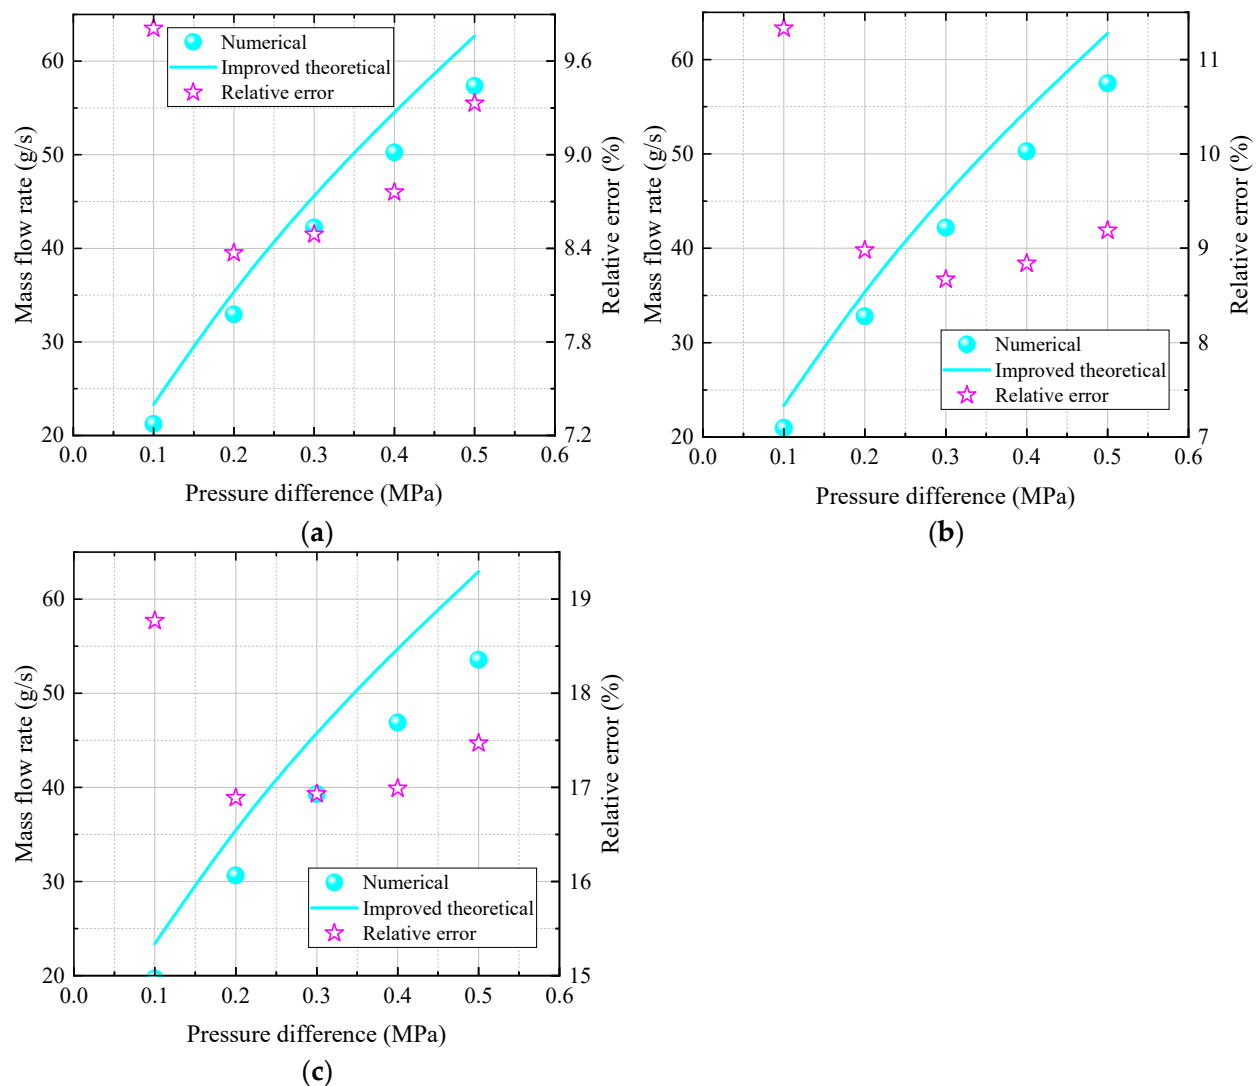 Numerical
Improved theoretical
Relative error
60
50
40
30
20
9.6
9.0
8.4
7.8
7.2
0.0 0.1 0.2 0.3 0.4 0.5 0.6
Mass flow rate (g/s)
Relative error (%)
Pressure difference (MPa)
(a)
60
50
40
30
20
11
10
9
8
7
Numerical
Improved theoretical
Relative error
0.0 0.1 0.2 0.3 0.4 0.5 0.6
Mass flow rate (g/s)
Relative error (%)
Pressure difference (MPa)
(b)
60
50
40
30
20
19
18
17
16
15
Numerical
Improved theoretical
Relative error
0.0 0.1 0.2 0.3 0.4 0.5 0.6
Mass flow rate (g/s)
Relative error (%)
Pressure difference (MPa)
(c)